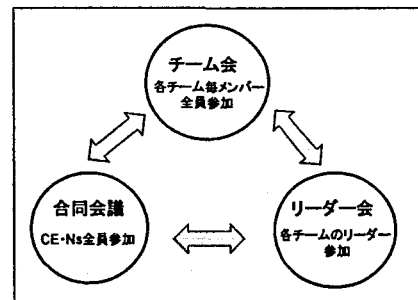 チーム会
各チーム毎メンバー
全員参加
合同会議
CE・Ns全員参加
リーダー会
各チームのリーダー
参加